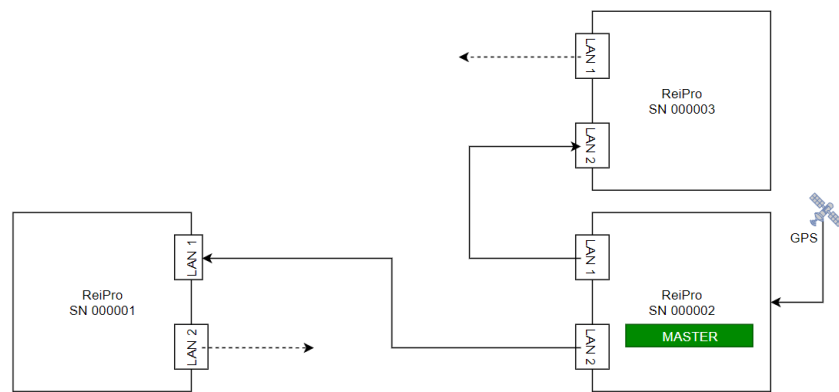 LAN 1
ReiPro
SN 000003
LAN 2
GPS
LAN 1
ReiPro
SN 000001
LAN 2
LAN 1
ReiPro
SN 000002
MASTER
LAN 2